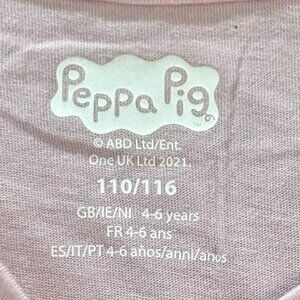 Peppa Pig
™
© ABD Ltd/Ent.
One UK Ltd 2021.
110/116
GB/IE/NI 4-6 years
FR 4-6 ans
ES/IT/PT 4-6 años/anni/anos